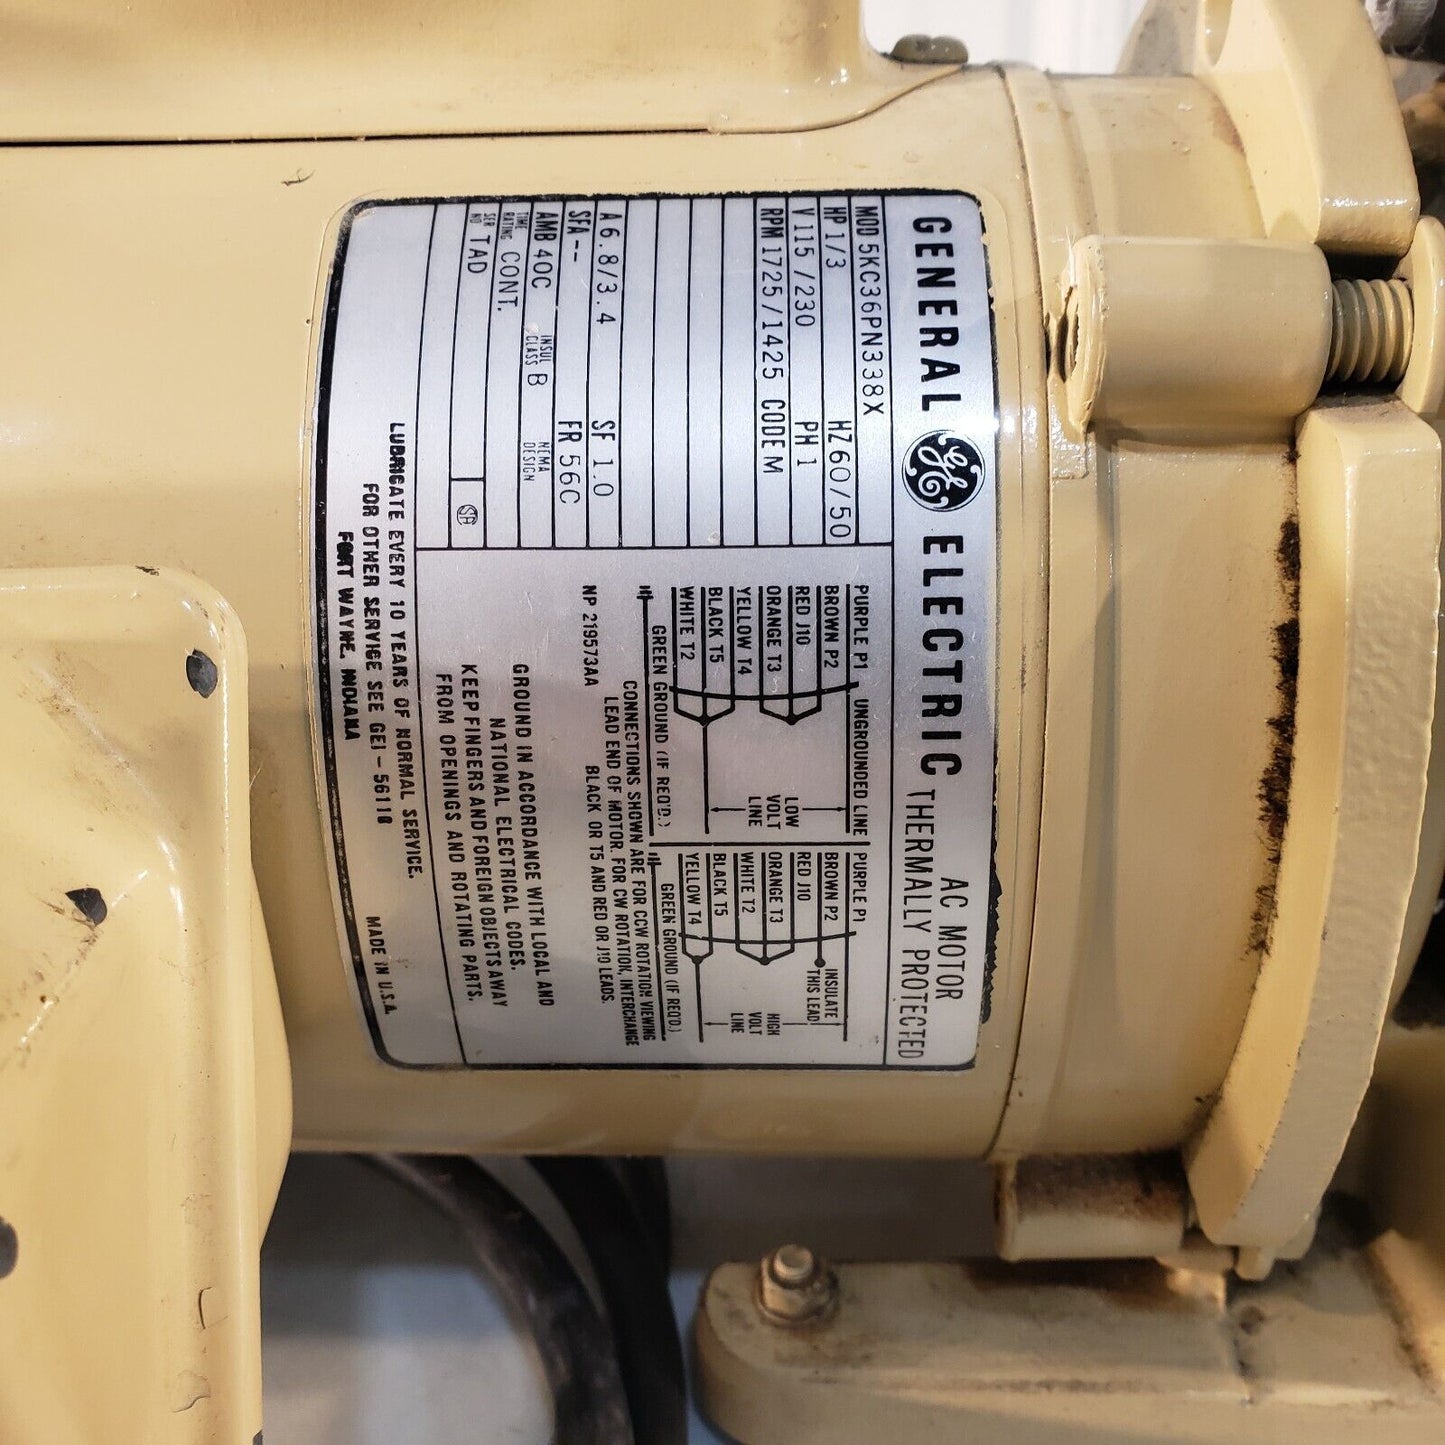 GENERAL GE ELECTRIC
AC MOTOR
THERMALLY PROTECTED
MOD 5KC36PN338X
HP 1/3 HZ 60/50
V 115/230 PH 1
RPM 1725/1425 CODE M
A 6.8/3.4 SF 1.0
SFA -- FR 56C
AMB 40C INSUL CLASS B NEMA DESIGN
TIME RATING CONT.
SER NO TAD SA
PURPLE P1 UNGROUNDED LINE
BROWN P2
RED J10
ORANGE T3
YELLOW T4
BLACK T5
WHITE T2
LOW
VOLT
LINE
GREEN GROUND (IF REQ'D.)
PURPLE P1
BROWN P2
RED J10
ORANGE T3
WHITE T2
BLACK T5
YELLOW T4
INSULATE
THIS LEAD
HIGH
VOLT
LINE
GREEN GROUND (IF REQ'D.)
CONNECTIONS SHOWN ARE FOR CCW ROTATION VIEWING
LEAD END OF MOTOR. FOR CW ROTATION, INTERCHANGE
NP 219573AA BLACK OR T5 AND RED OR J10 LEADS.
GROUND IN ACCORDANCE WITH LOCAL AND
NATIONAL ELECTRICAL CODES.
KEEP FINGERS AND FOREIGN OBJECTS AWAY
FROM OPENINGS AND ROTATING PARTS.
LUBRIGATE EVERY 10 YEARS OF NORMAL SERVICE.
FOR OTHER SERVICE SEE GEI-56118
FORT WAYNE, INDIANA
MADE IN U.S.A.